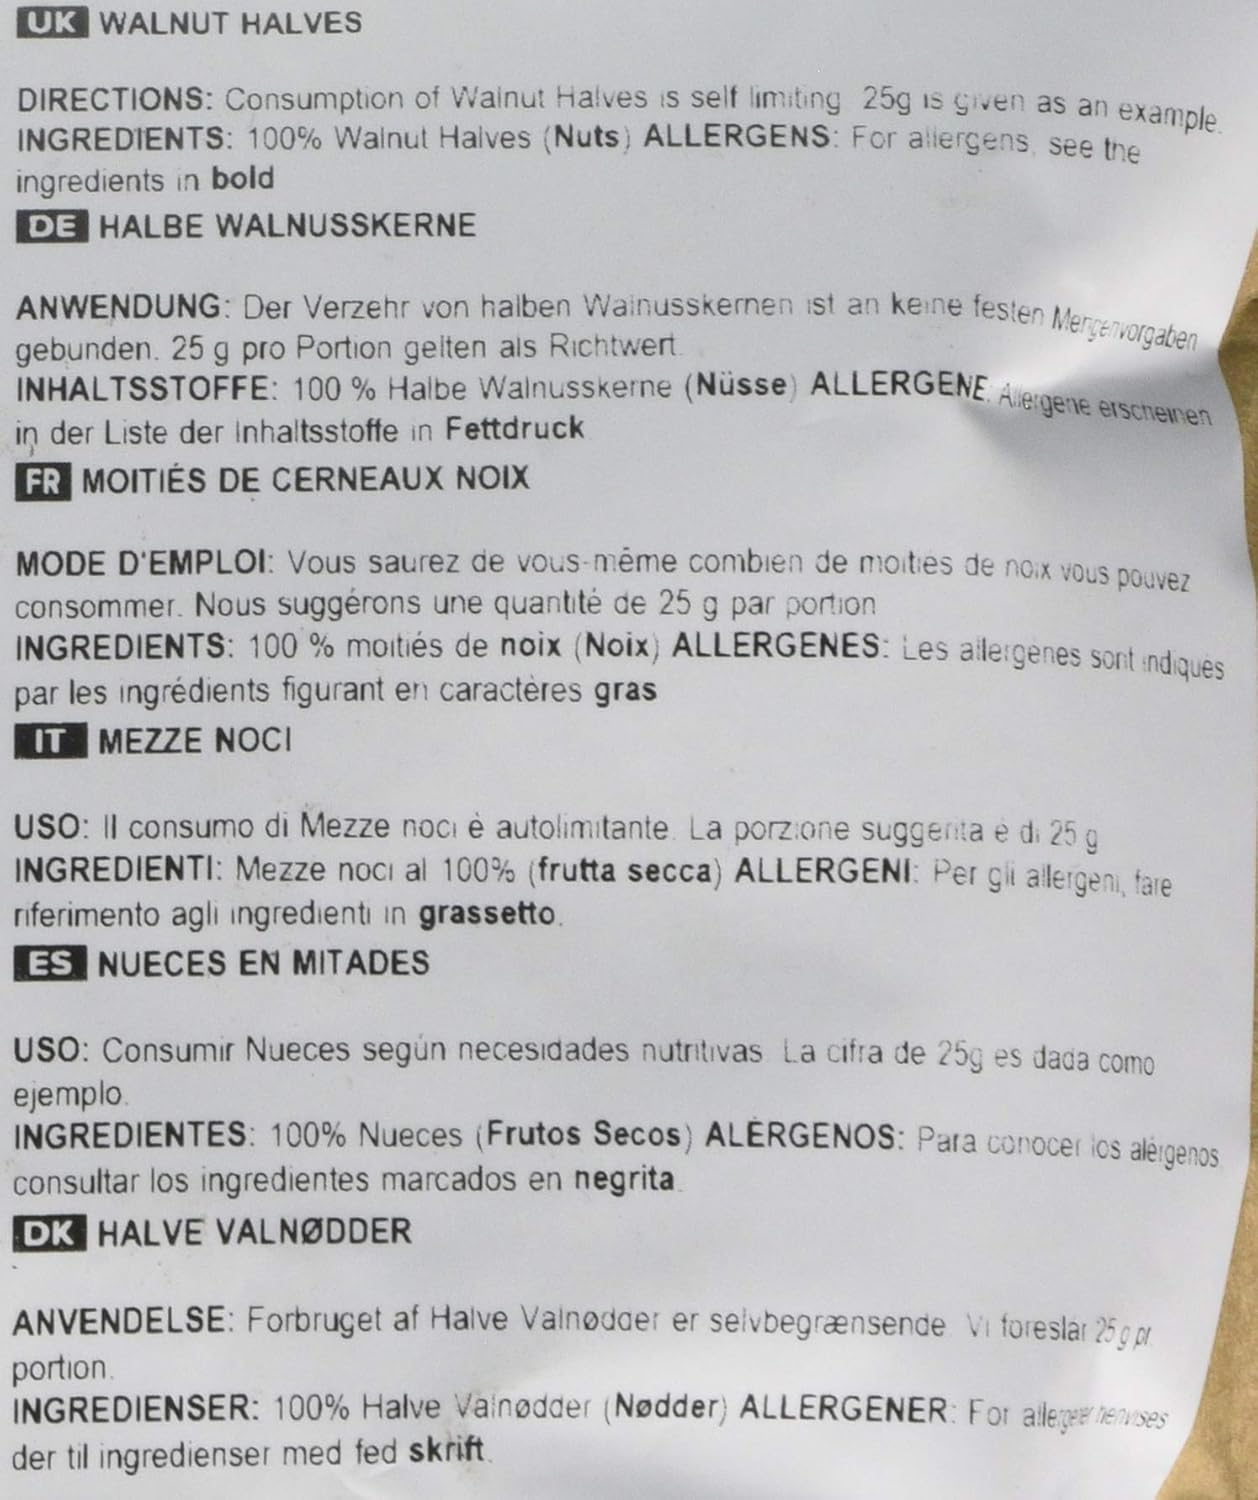 UK WALNUT HALVES
DIRECTIONS: Consumption of Walnut Halves is self limiting 25g is given as an example.
INGREDIENTS: 100% Walnut Halves (Nuts) ALLERGENS: For allergens, see the
ingredients in bold
DE HALBE WALNUSSKERNE
ANWENDUNG: Der Verzehr von halben Walnusskernen ist an keine festen Mengenvorgaben
gebunden. 25 g pro Portion gelten als Richtwert.
INHALTSSTOFFE: 100 % Halbe Walnusskerne (Nüsse) ALLERGENE: Allergene erscheinen
in der Liste der Inhaltsstoffe in Fettdruck
FR MOITIÉS DE CERNEAUX NOIX
MODE D'EMPLOI: Vous saurez de vous-même combien de moitiés de noix vous pouvez
consommer. Nous suggérons une quantité de 25 g par portion
INGREDIENTS: 100 % moitiés de noix (Noix) ALLERGENES: Les allergènes sont indiqués
par les ingrédients figurant en caractères gras
IT MEZZE NOCI
USO: Il consumo di Mezze noci è autolimitante. La porzione suggerita è di 25 g
INGREDIENTI: Mezze noci al 100% (frutta secca) ALLERGENI: Per gli allergeni, fare
riferimento agli ingredienti in grassetto.
ES NUECES EN MITADES
USO: Consumir Nueces según necesidades nutritivas. La cifra de 25g es dada como
ejemplo.
INGREDIENTES: 100% Nueces (Frutos Secos) ALÉRGENOS: Para conocer los alérgenos
consultar los ingredientes marcados en negrita.
DK HALVE VALNØDDER
ANVENDELSE: Forbruget af Halve Valnødder er selvbegrænsende. Vi foreslår 25 g pr.
portion.
INGREDIENSER: 100% Halve Valnødder (Nødder) ALLERGENER: For allergener henvises
der til ingredienser med fed skrift.